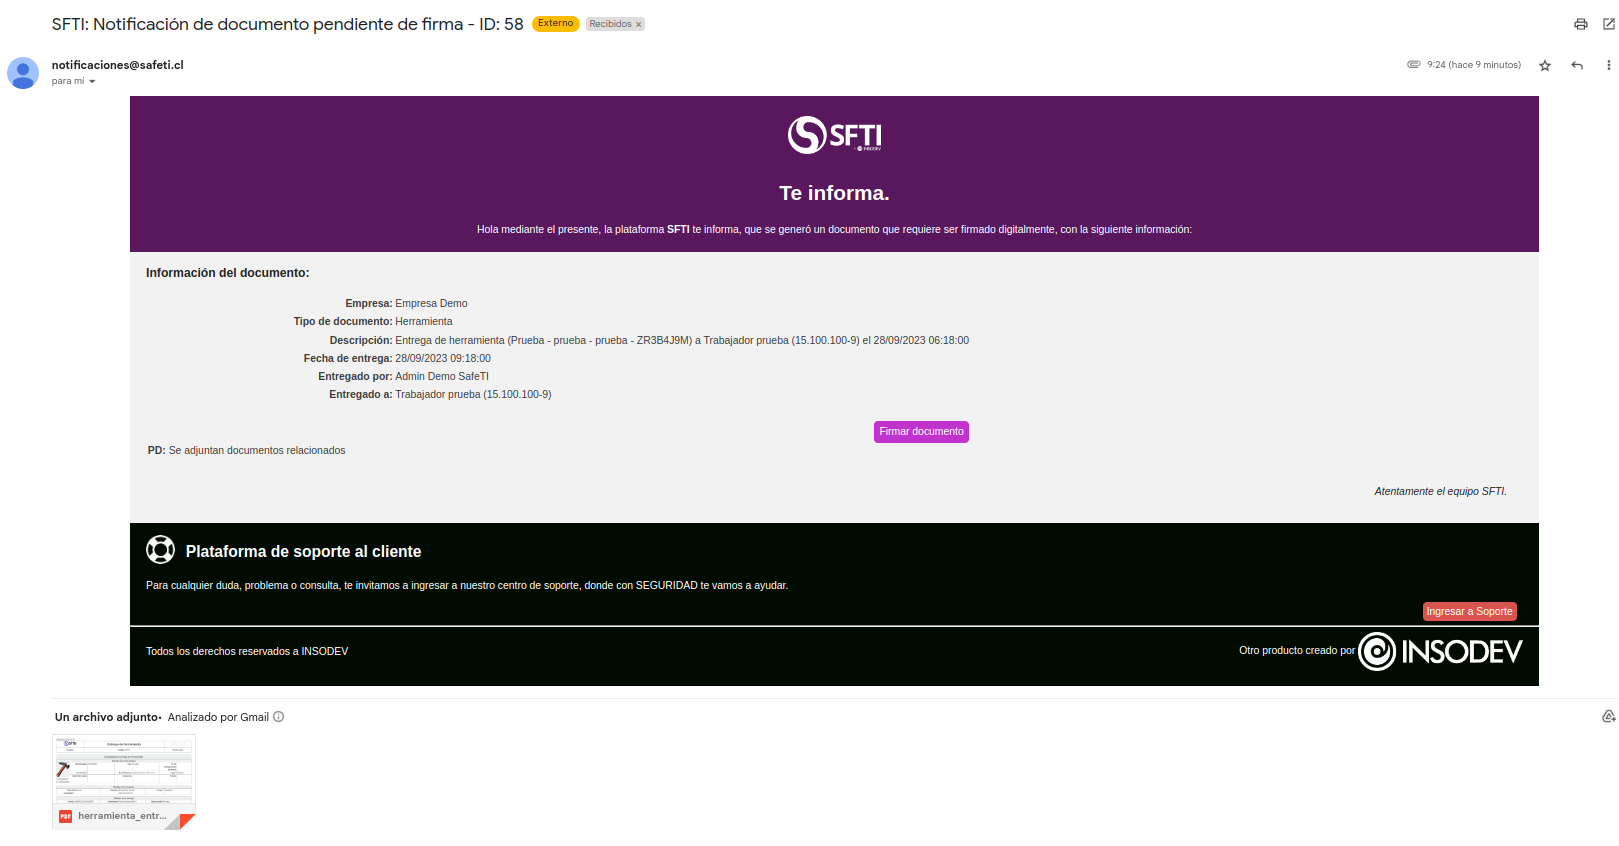 SFTI: Notificación de documento pendiente de firma - ID: 58 Externo Recibidos ×
notificaciones@safeti.cl
9:24 (hace 9 minutos)
para mí
SFTI
INSODEV
Te informa.
Hola mediante el presente, la plataforma SFTI te informa, que se generó un documento que requiere ser firmado digitalmente, con la siguiente información:
Información del documento:
Empresa: Empresa Demo
Tipo de documento: Herramienta
Descripción: Entrega de herramienta (Prueba - prueba - prueba - ZR3B4J9M) a Trabajador prueba (15.100.100-9) el 28/09/2023 06:18:00
Fecha de entrega: 28/09/2023 09:18:00
Entregado por: Admin Demo SafeTI
Entregado a: Trabajador prueba (15.100.100-9)
Firmar documento
PD: Se adjuntan documentos relacionados
Atentamente el equipo SFTI.
Plataforma de soporte al cliente
Para cualquier duda, problema o consulta, te invitamos a ingresar a nuestro centro de soporte, donde con SEGURIDAD te vamos a ayudar.
Ingresar a Soporte
Todos los derechos reservados a INSODEV
Otro producto creado por INSODEV
Un archivo adjunto • Analizado por Gmail
SFTI
Entrega de herramienta
PDF herramienta_entr...